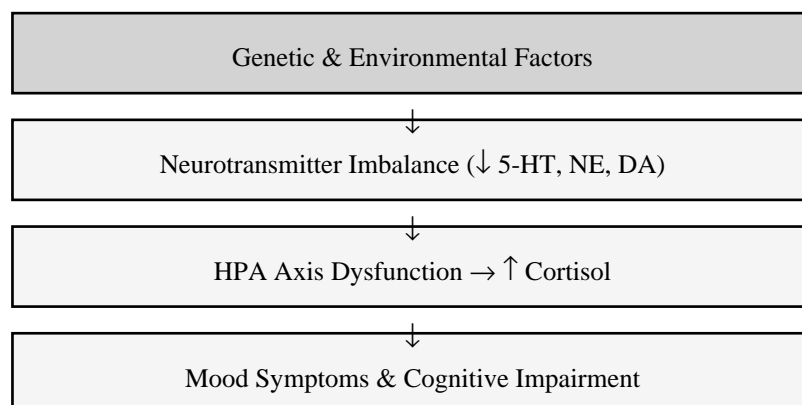 Genetic & Environmental Factors
↓
Neurotransmitter Imbalance (↓ 5-HT, NE, DA)
↓
HPA Axis Dysfunction → ↑ Cortisol
↓
Mood Symptoms & Cognitive Impairment